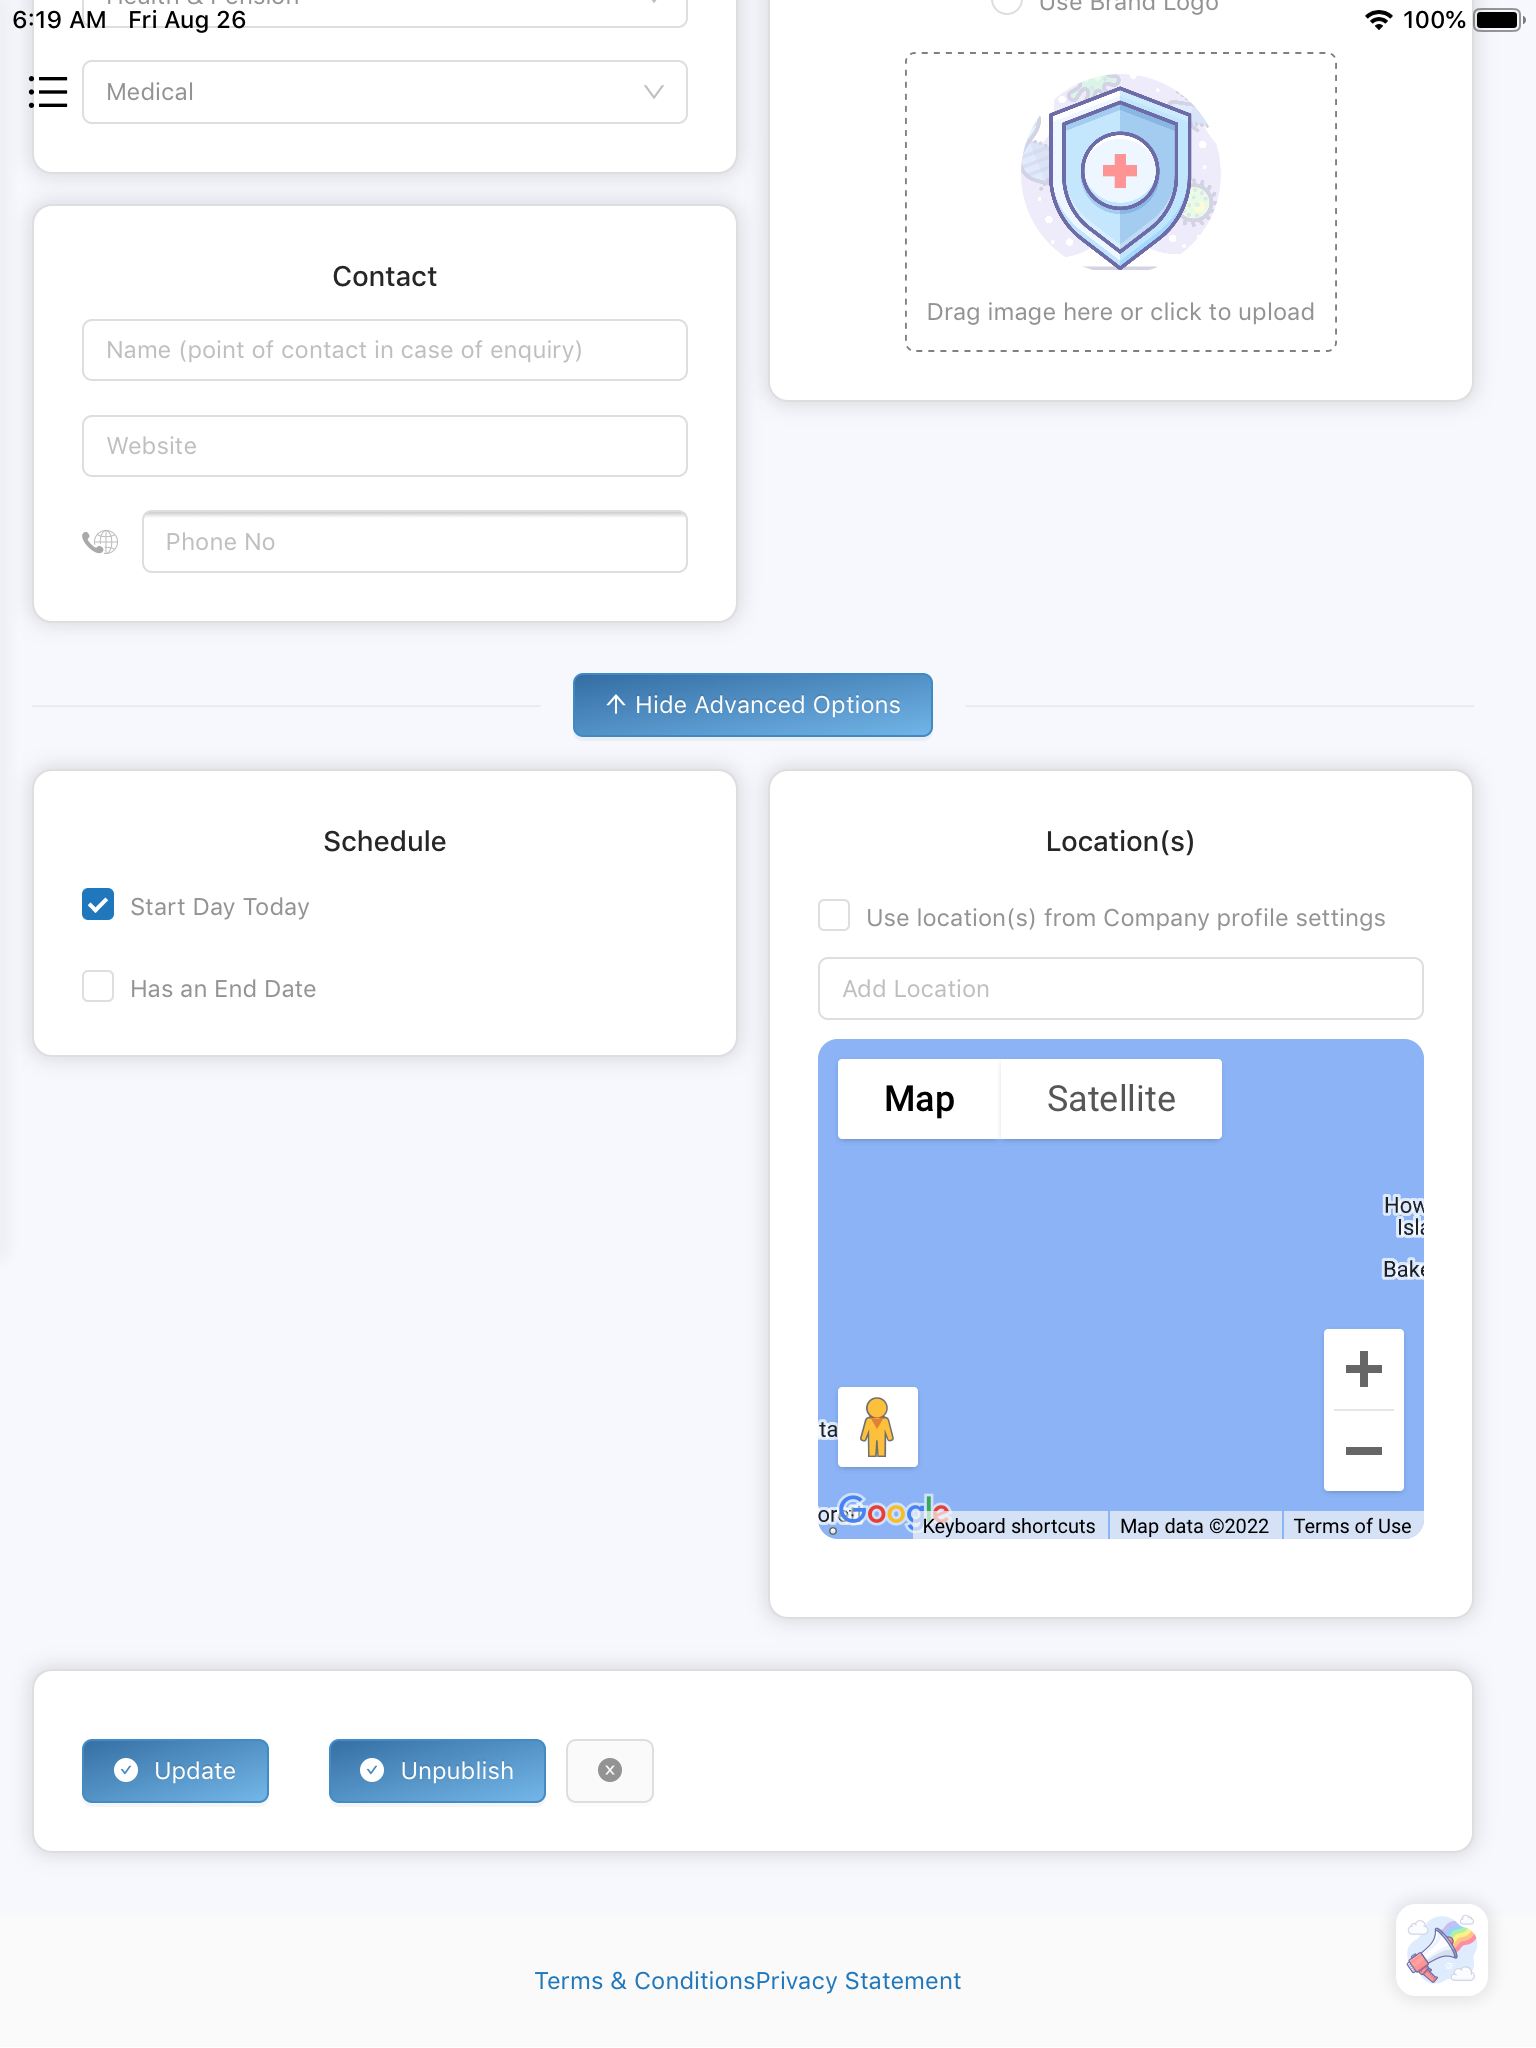 Health & Pension
Use Brand Logo
6:19 AM Fri Aug 26
100%
Medical
Drag image here or click to upload
Contact
Name (point of contact in case of enquiry)
Website
Phone No
Hide Advanced Options
Schedule
Start Day Today
Has an End Date
Location(s)
Use location(s) from Company profile settings
Add Location
Map Satellite
How
Isla
Bake
ta
Google
Keyboard shortcuts Map data ©2022 Terms of Use
Update Unpublish
Terms & ConditionsPrivacy Statement